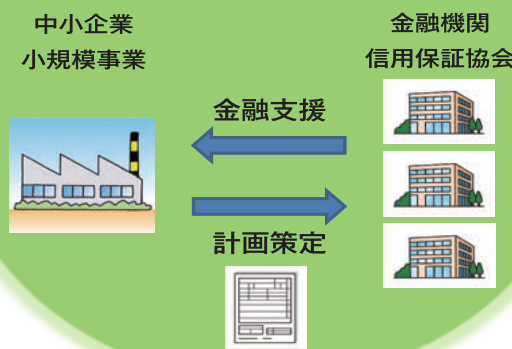 中小企業
小規模事業
金融機関
信用保証協会
金融支援
計画策定